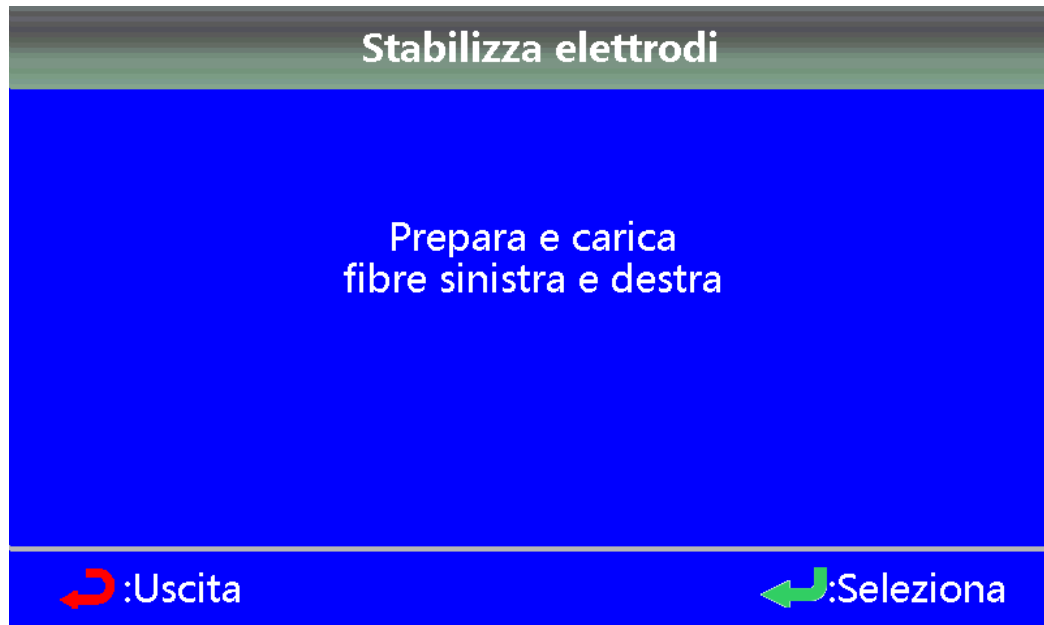 Stabilizza elettrodi
Prepara e carica
fibre sinistra e destra
:Uscita
:Seleziona